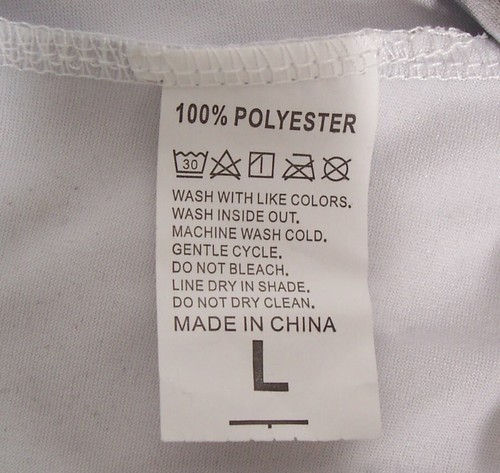 100% POLYESTER
30
WASH WITH LIKE COLORS.
WASH INSIDE OUT.
MACHINE WASH COLD.
GENTLE CYCLE.
DO NOT BLEACH.
LINE DRY IN SHADE.
DO NOT DRY CLEAN.
MADE IN CHINA
L